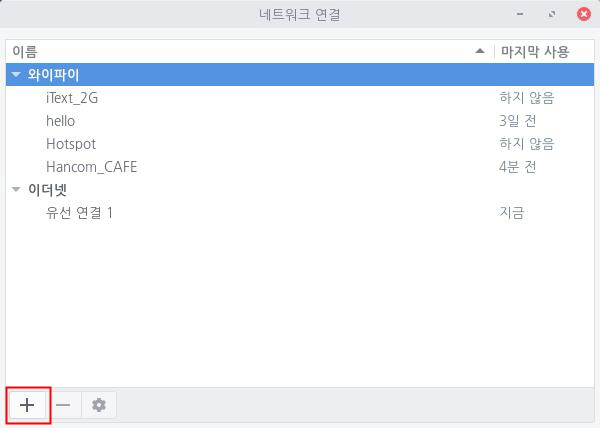 네트워크 연결
이름 마지막 사용
와이파이
iText_2G 하지 않음
hello 3일 전
Hotspot 하지 않음
Hancom_CAFE 4분 전
이더넷
유선 연결 1 지금